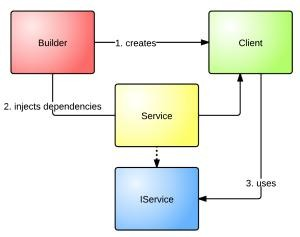 Builder
1. creates
Client
2. injects dependencies
Service
3. uses
IService